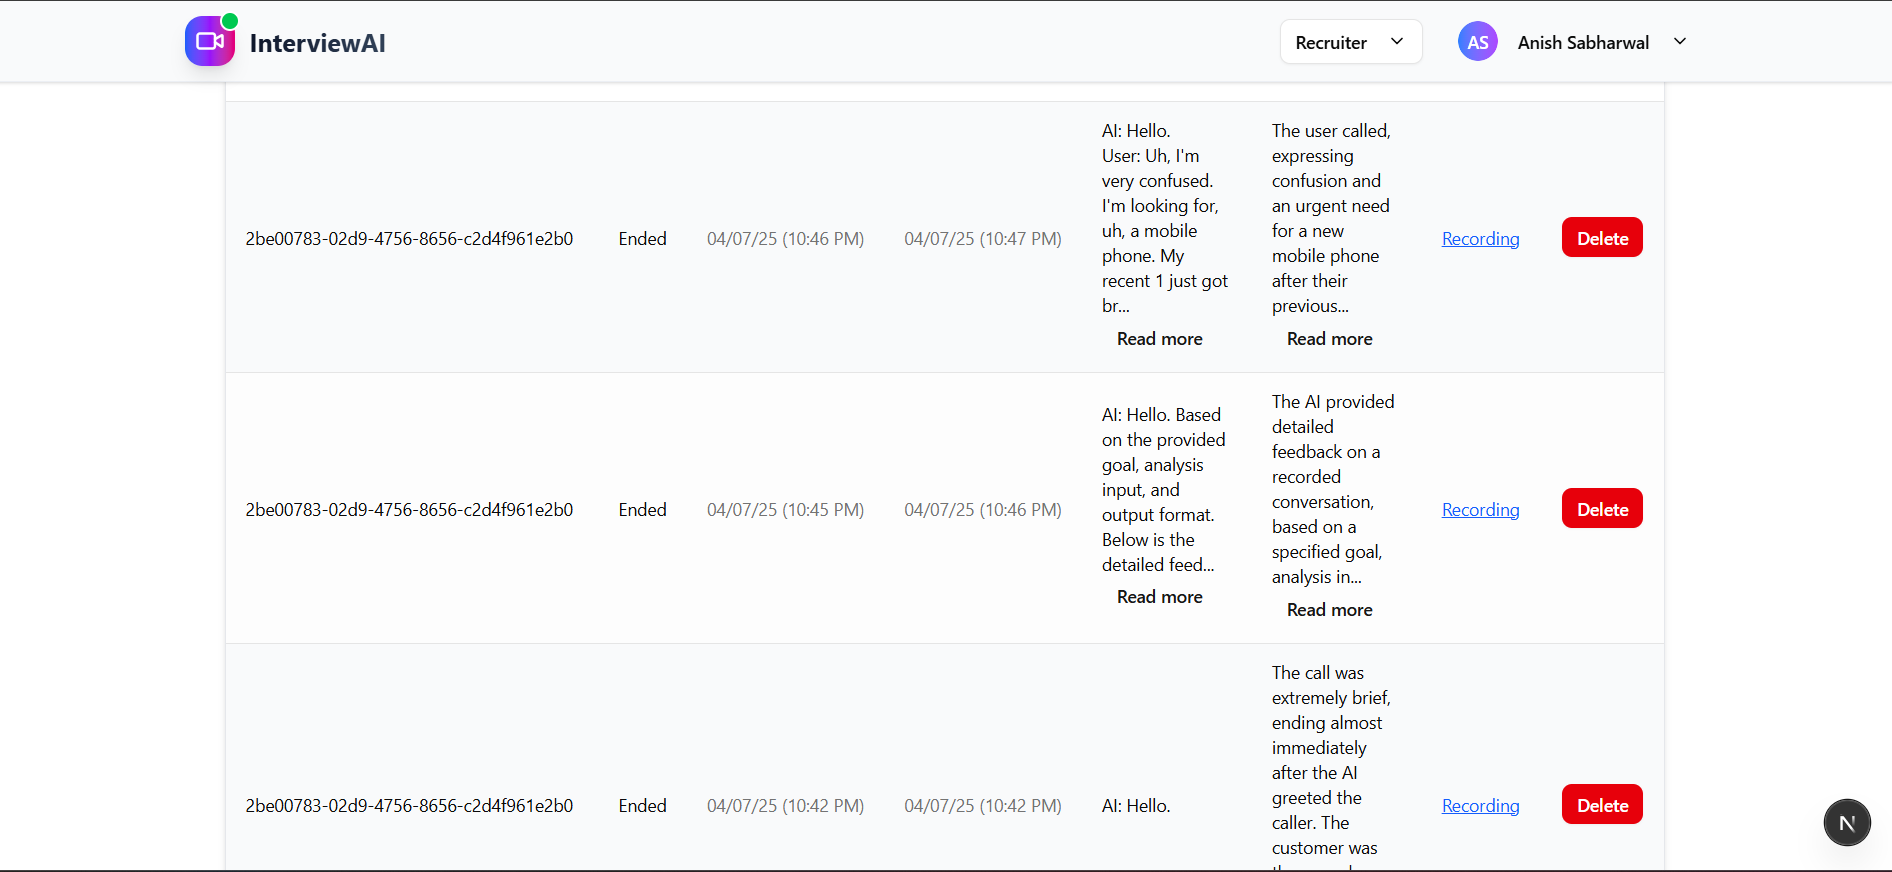 InterviewAI
Recruiter
AS
Anish Sabharwal
2be00783-02d9-4756-8656-c2d4f961e2b0
Ended
04/07/25 (10:46 PM)
04/07/25 (10:47 PM)
AI: Hello.
User: Uh, I'm
very confused.
I'm looking for,
uh, a mobile
phone. My
recent 1 just got
br...
Read more
The user called,
expressing
confusion and
an urgent need
for a new
mobile phone
after their
previous...
Read more
Recording
Delete
2be00783-02d9-4756-8656-c2d4f961e2b0
Ended
04/07/25 (10:45 PM)
04/07/25 (10:46 PM)
AI: Hello. Based
on the provided
goal, analysis
input, and
output format.
Below is the
detailed feed...
Read more
The AI provided
detailed
feedback on a
recorded
conversation,
based on a
specified goal,
analysis in...
Read more
Recording
Delete
2be00783-02d9-4756-8656-c2d4f961e2b0
Ended
04/07/25 (10:42 PM)
04/07/25 (10:42 PM)
AI: Hello.
The call was
extremely brief,
ending almost
immediately
after the AI
greeted the
caller. The
customer was
Recording
Delete
N